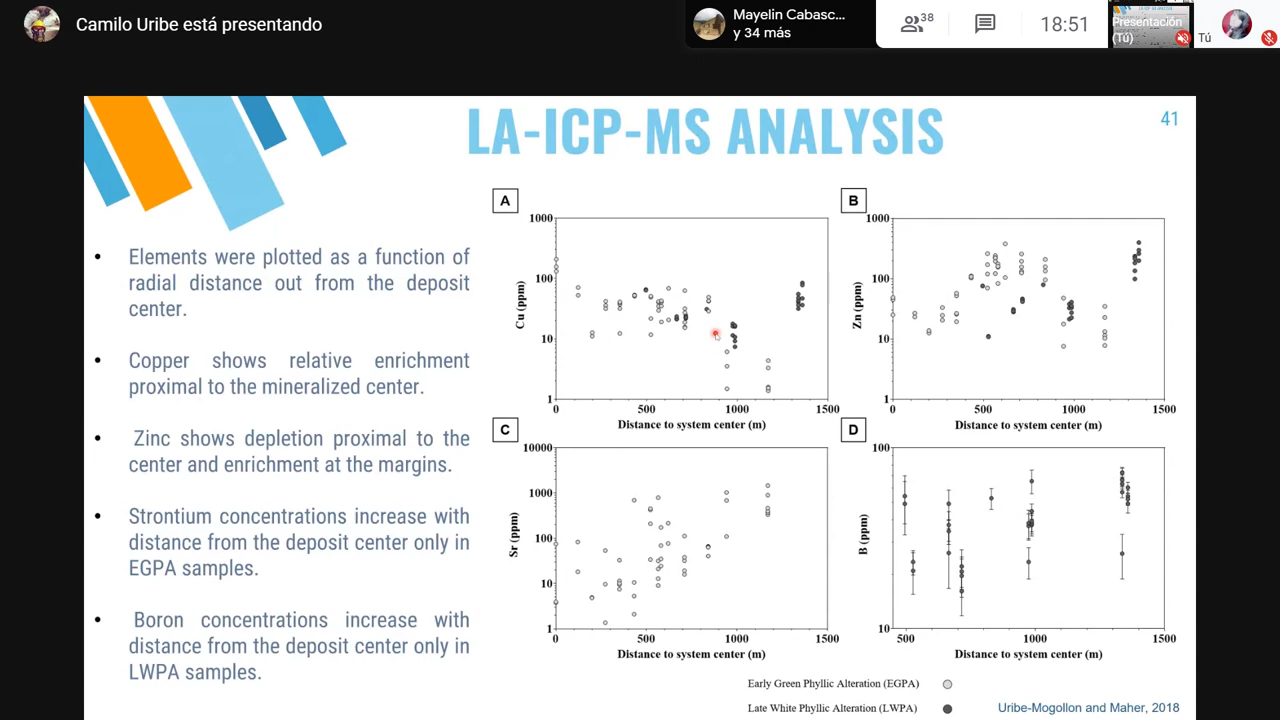 Camilo Uribe está presentando
Mayelin Cabasc...
y 34 más
38
18:51
Presentación
(Tú)
Tú
LA-ICP-MS ANALYSIS
41
• Elements were plotted as a function of
radial distance out from the deposit
center.
• Copper shows relative enrichment
proximal to the mineralized center.
• Zinc shows depletion proximal to the
center and enrichment at the margins.
• Strontium concentrations increase with
distance from the deposit center only in
EGPA samples.
• Boron concentrations increase with
distance from the deposit center only in
LWPA samples.
A
1000
100
10
1
Cu (ppm)
0 500 1000 1500
Distance to system center (m)
B
1000
100
10
1
Zn (ppm)
0 500 1000 1500
Distance to system center (m)
C
10000
1000
100
10
1
Sr (ppm)
0 500 1000 1500
Distance to system center (m)
D
100
10
B (ppm)
500 1000 1500
Distance to system center (m)
Early Green Phyllic Alteration (EGPA)
Late White Phyllic Alteration (LWPA)
Uribe-Mogollon and Maher, 2018